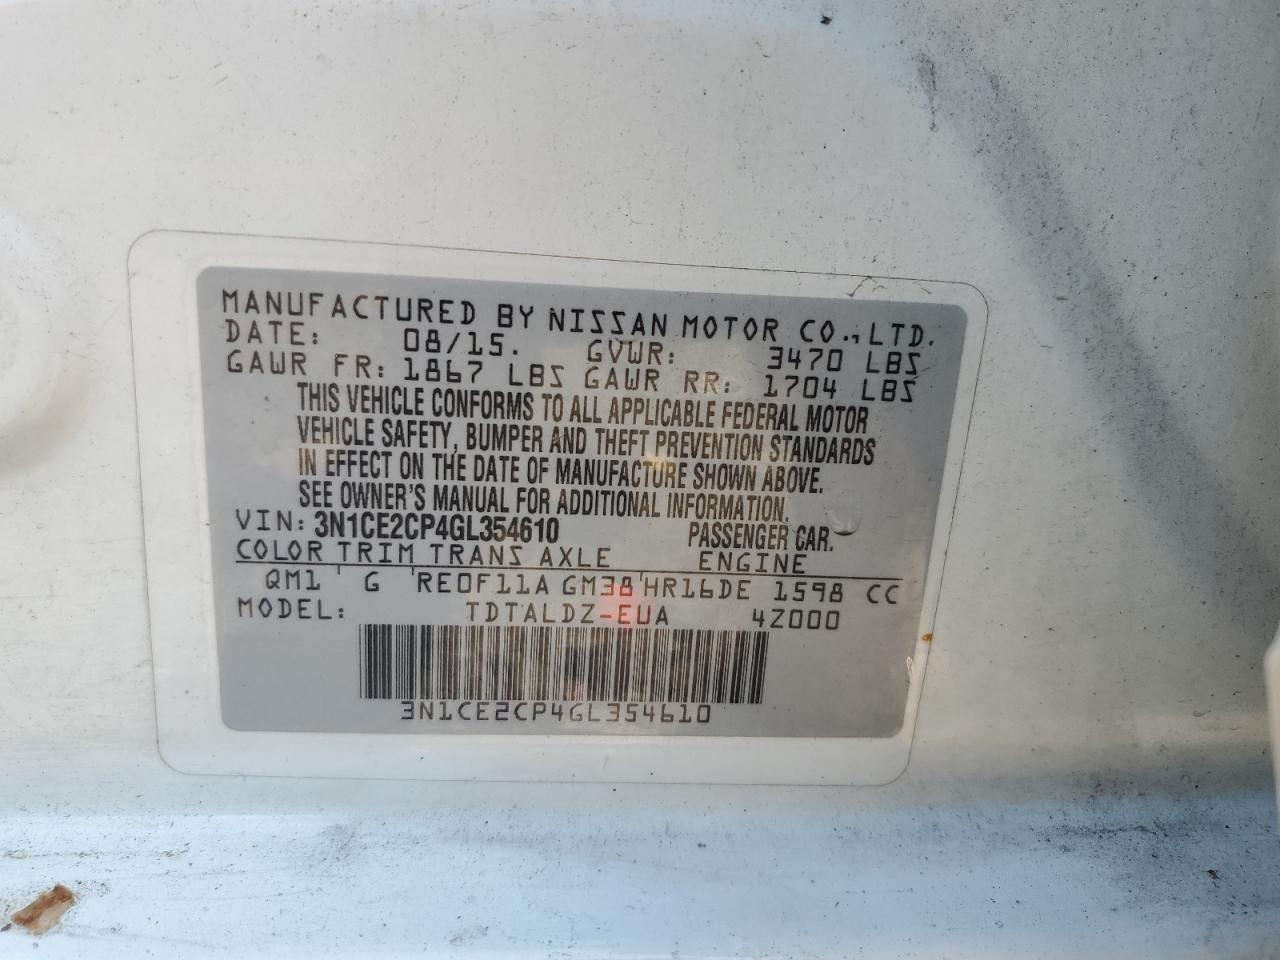 MANUFACTURED BY NISSAN MOTOR CO., LTD.
DATE: 08/15. GVWR: 3470 LBS
GAWR FR: 1867 LBS GAWR RR: 1704 LBS
THIS VEHICLE CONFORMS TO ALL APPLICABLE FEDERAL MOTOR
VEHICLE SAFETY, BUMPER AND THEFT PREVENTION STANDARDS
IN EFFECT ON THE DATE OF MANUFACTURE SHOWN ABOVE.
SEE OWNER'S MANUAL FOR ADDITIONAL INFORMATION.
VIN: 3N1CE2CP4GL354610 PASSENGER CAR.
COLOR TRIM TRANS AXLE ENGINE
QM1 G RE0F11A GM38 HR16DE 1598 CC
MODEL: TDTALDZ-EUA 4Z000
3N1CE2CP4GL354610